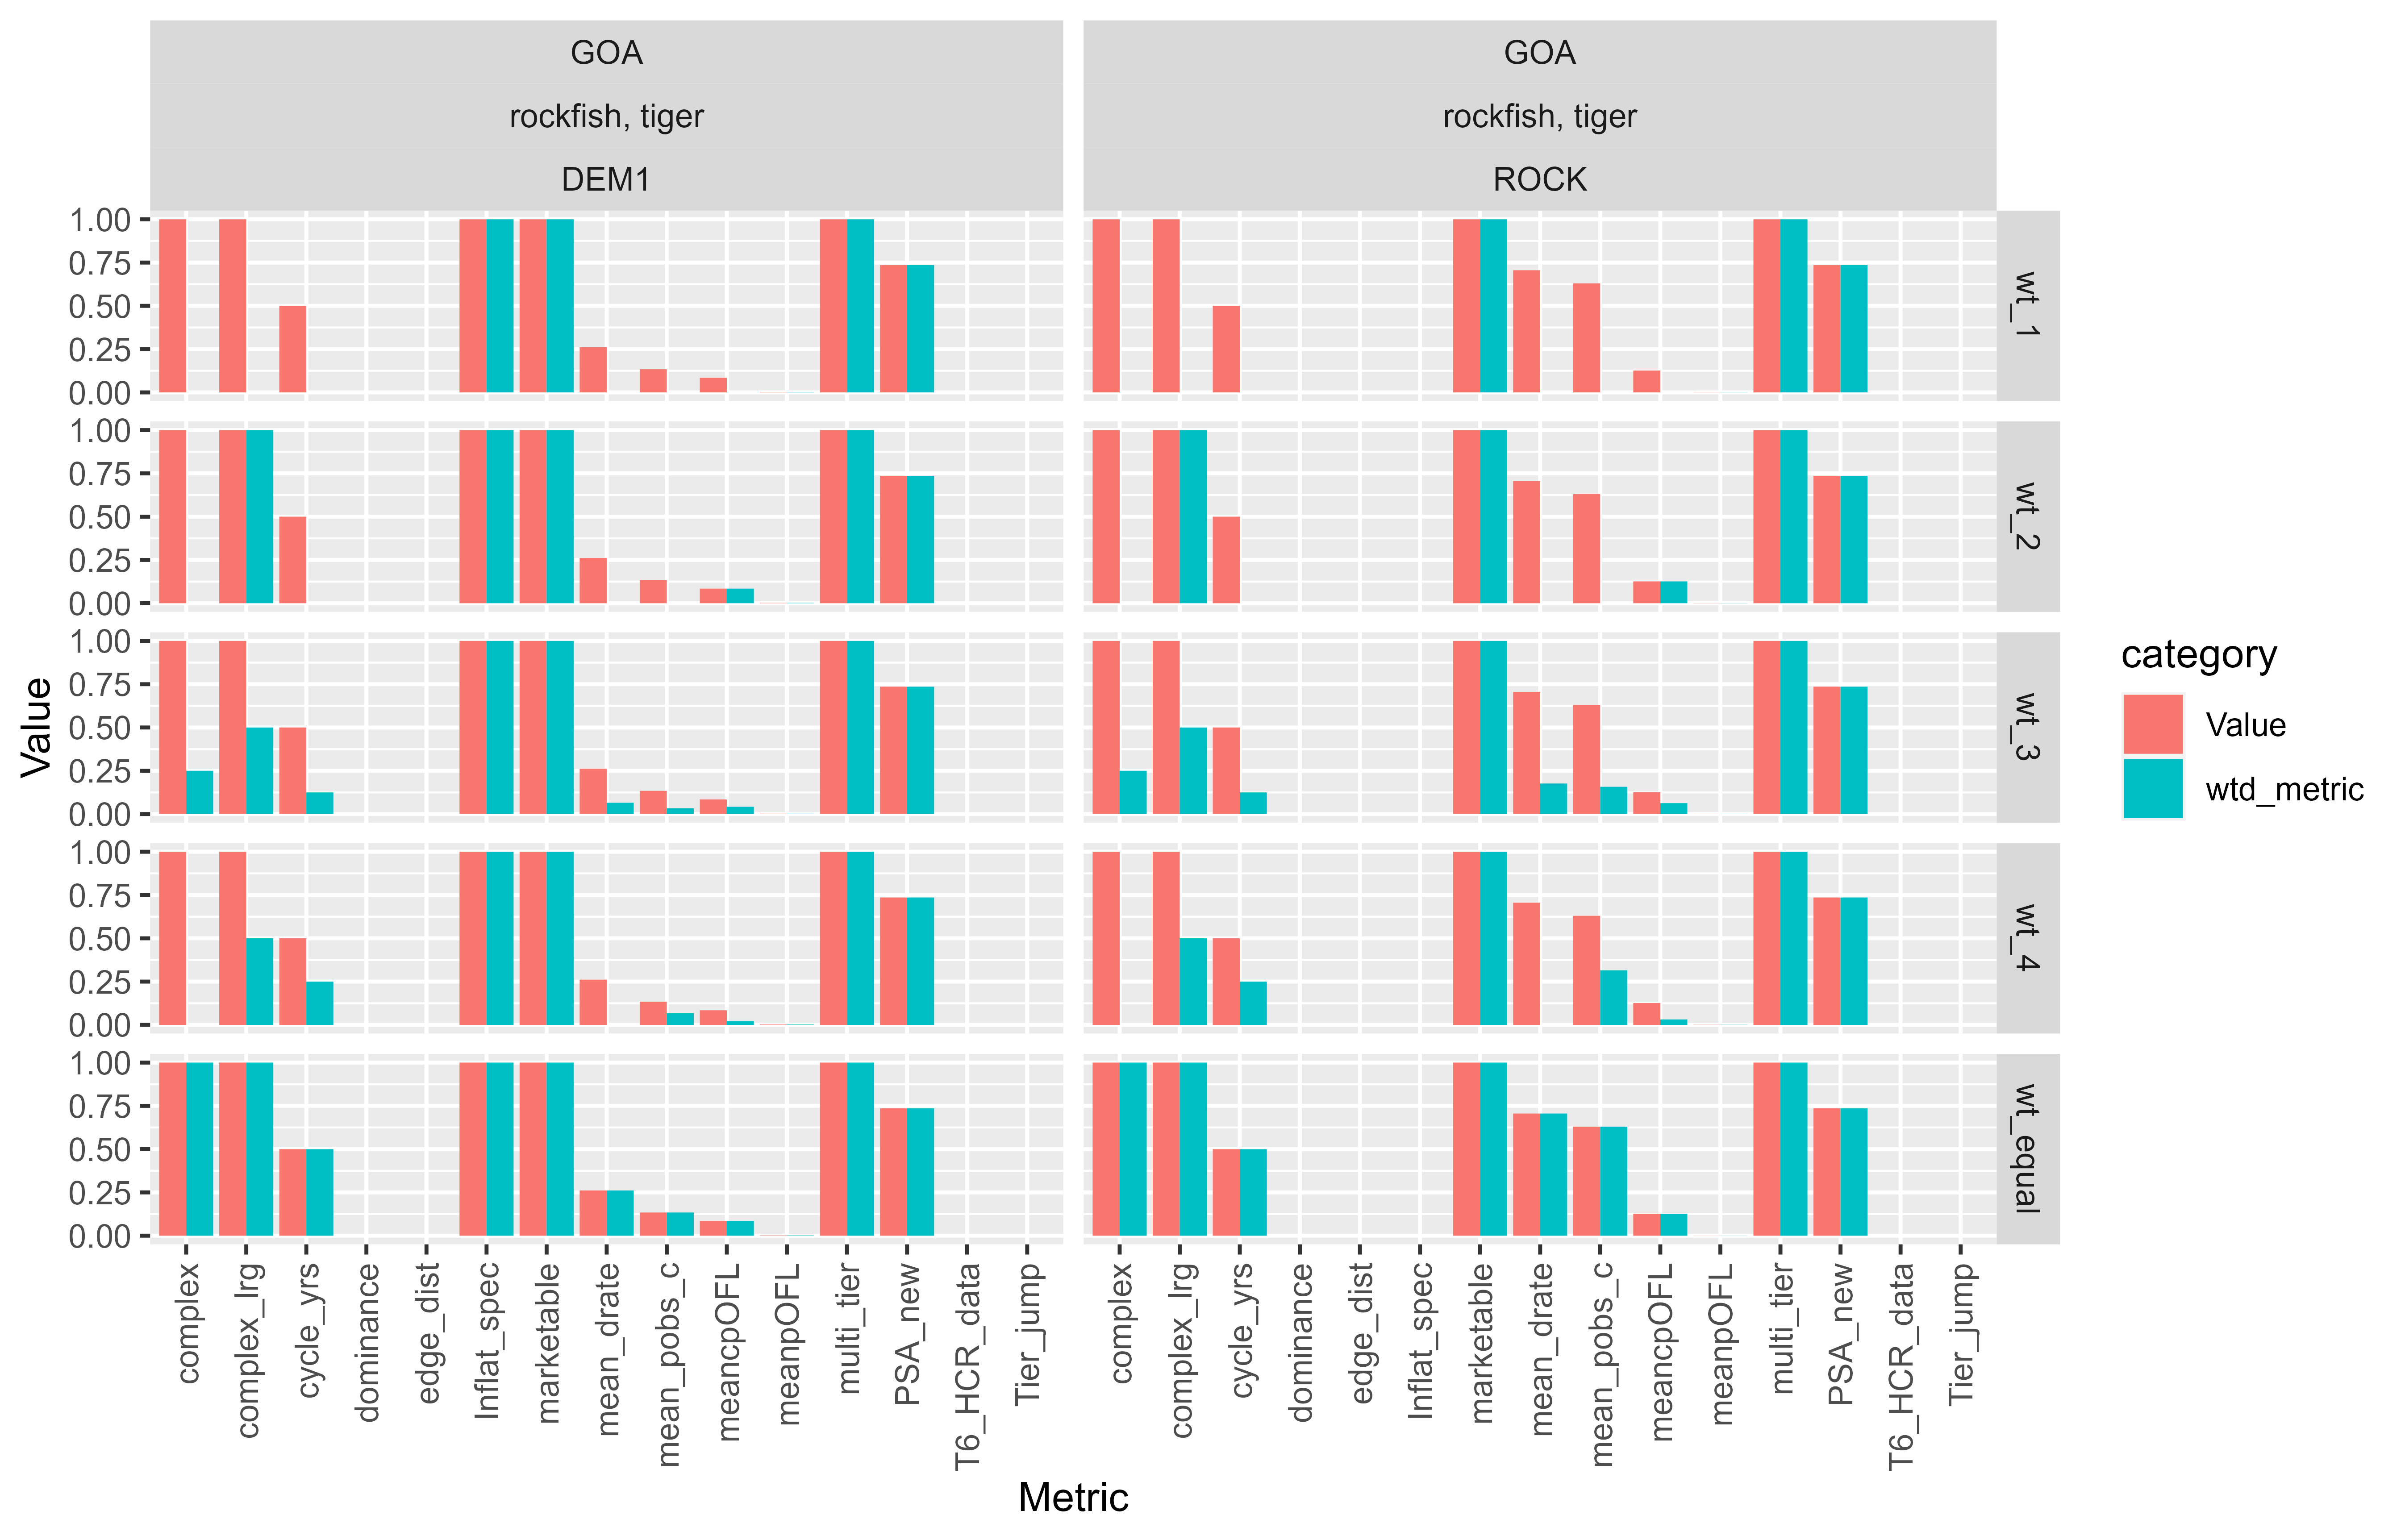 GOA
GOA
rockfish, tiger
rockfish, tiger
DEM1
ROCK
1.00
0.75
0.50
0.25
0.00
wt_1
1.00
0.75
0.50
0.25
0.00
wt_2
1.00
0.75
0.50
0.25
0.00
wt_3
1.00
0.75
0.50
0.25
0.00
wt_4
1.00
0.75
0.50
0.25
0.00
wt_equal
Value
category
Value
wtd_metric
complex
complex_lrg
cycle_yrs
dominance
edge_dist
Inflat_spec
marketable
mean_drate
mean_pobs_c
meancpOFL
meanpOFL
multi_tier
PSA_new
T6_HCR_data
Tier_jump
complex
complex_lrg
cycle_yrs
dominance
edge_dist
Inflat_spec
marketable
mean_drate
mean_pobs_c
meancpOFL
meanpOFL
multi_tier
PSA_new
T6_HCR_data
Tier_jump
Metric